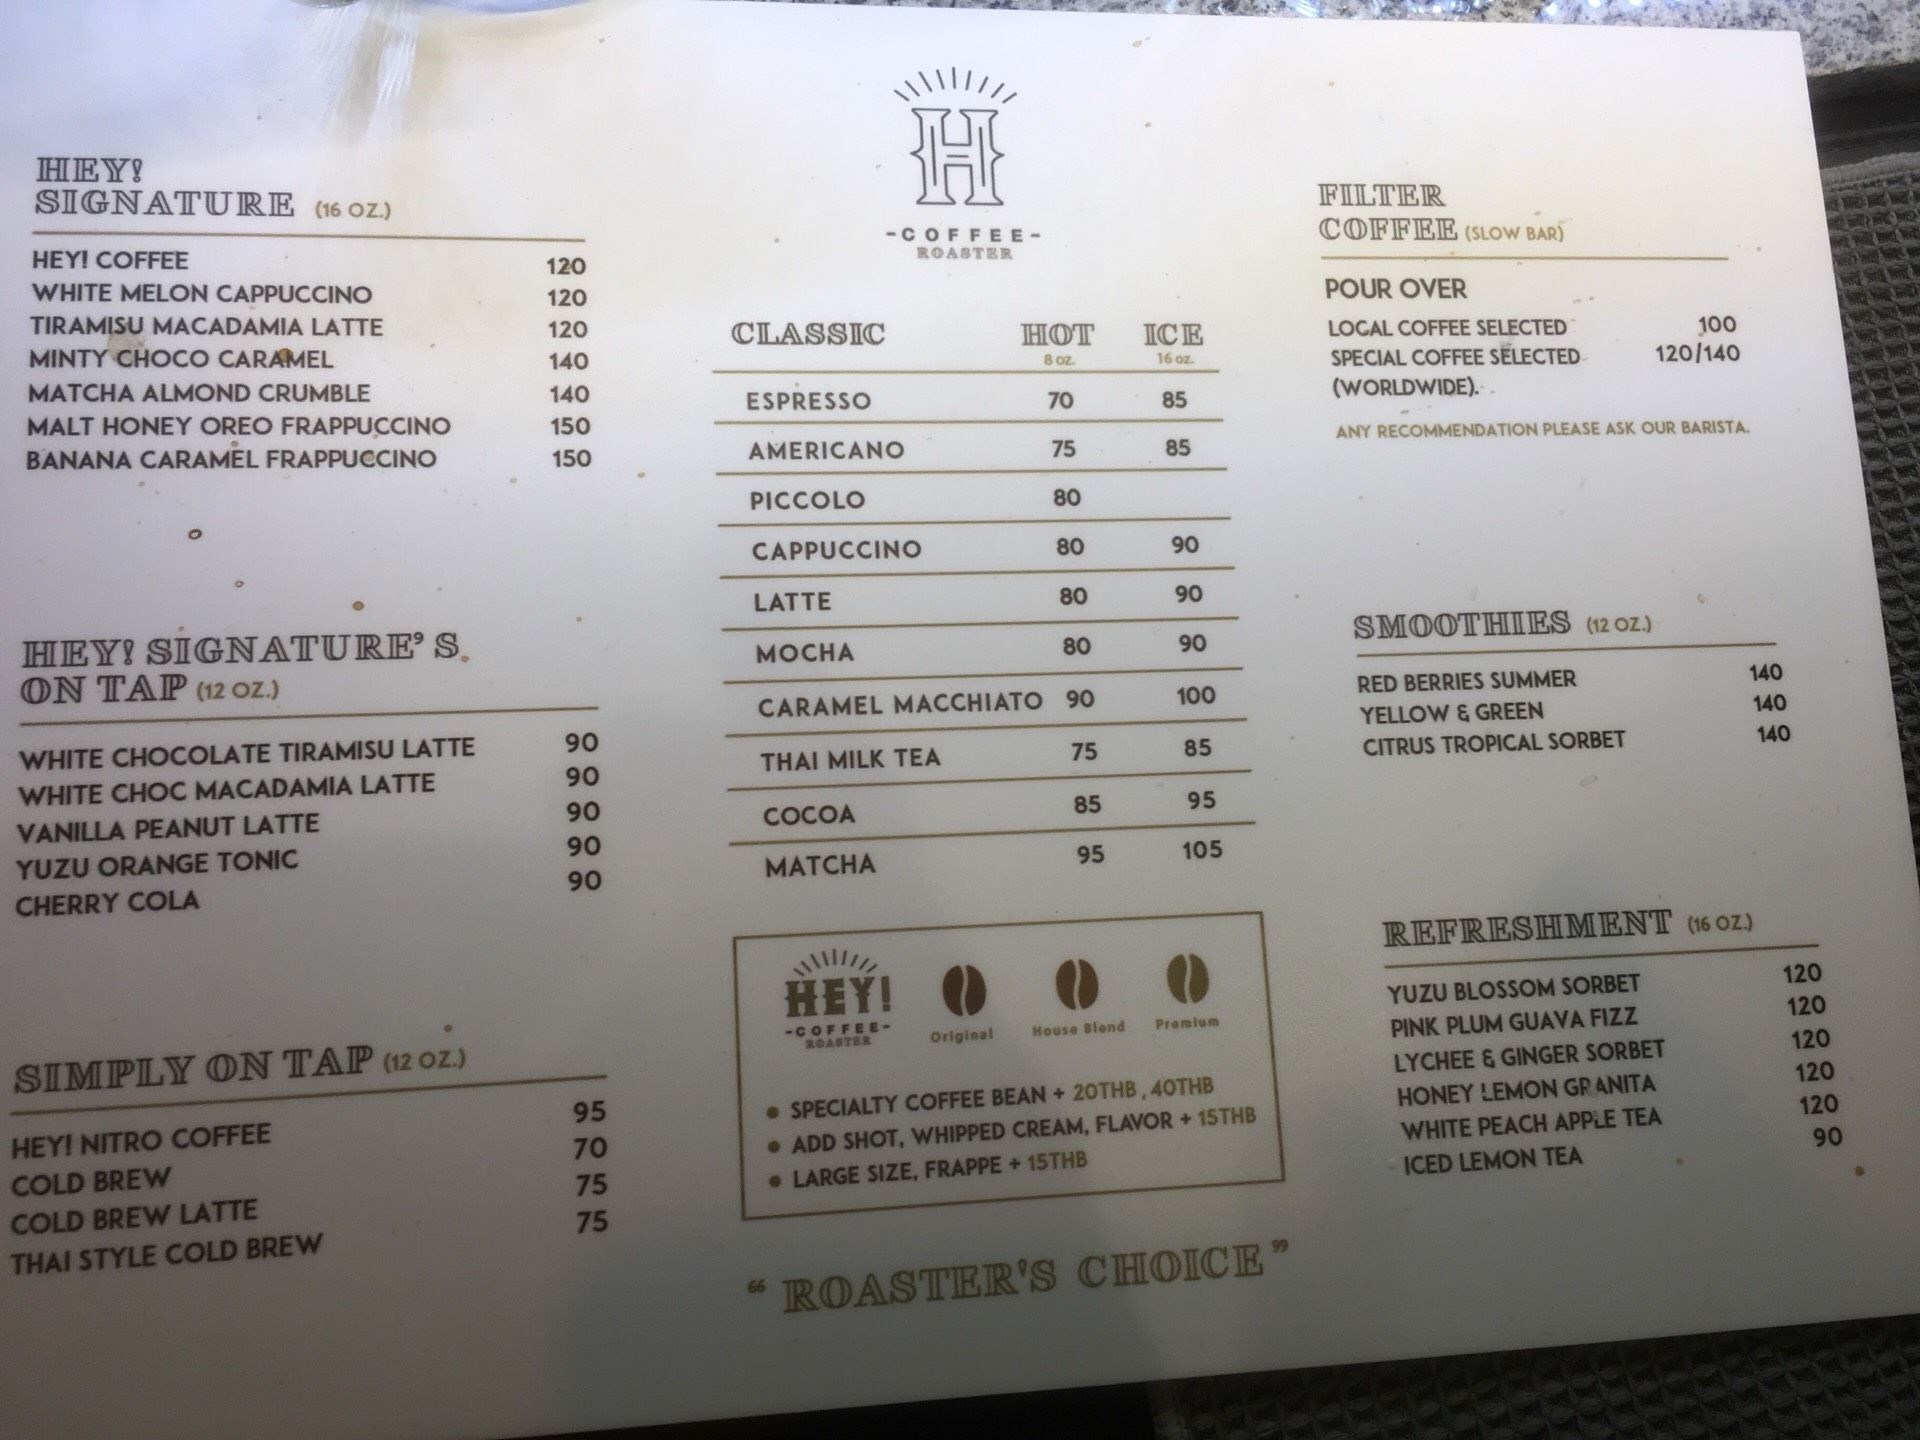 HEY!
SIGNATURE (16 OZ.)
HEY! COFFEE 120
WHITE MELON CAPPUCCINO 120
TIRAMISU MACADAMIA LATTE 120
MINTY CHOCO CARAMEL 140
MATCHA ALMOND CRUMBLE 140
MALT HONEY OREO FRAPPUCCINO 150
BANANA CARAMEL FRAPPUCCINO 150
HEY! SIGNATURE'S
ON TAP (12 OZ.)
WHITE CHOCOLATE TIRAMISU LATTE 90
WHITE CHOC MACADAMIA LATTE 90
VANILLA PEANUT LATTE 90
YUZU ORANGE TONIC 90
CHERRY COLA 90
SIMPLY ON TAP (12 OZ.)
HEY! NITRO COFFEE 95
COLD BREW 70
COLD BREW LATTE 75
THAI STYLE COLD BREW 75
H
-COFFEE-
ROASTER
CLASSIC HOT ICE
8 oz. 16 oz.
ESPRESSO 70 85
AMERICANO 75 85
PICCOLO 80
CAPPUCCINO 80 90
LATTE 80 90
MOCHA 80 90
CARAMEL MACCHIATO 90 100
THAI MILK TEA 75 85
COCOA 85 95
MATCHA 95 105
HEY!
-COFFEE-
ROASTER
Original House Blend Premium
• SPECIALTY COFFEE BEAN + 20THB , 40THB
• ADD SHOT, WHIPPED CREAM, FLAVOR + 15THB
• LARGE SIZE, FRAPPE + 15THB
“ ROASTER'S CHOICE ”
FILTER
COFFEE (SLOW BAR)
POUR OVER
LOCAL COFFEE SELECTED 100
SPECIAL COFFEE SELECTED 120/140
(WORLDWIDE).
ANY RECOMMENDATION PLEASE ASK OUR BARISTA.
SMOOTHIES (12 OZ.)
RED BERRIES SUMMER 140
YELLOW & GREEN 140
CITRUS TROPICAL SORBET 140
REFRESHMENT (16 OZ.)
YUZU BLOSSOM SORBET 120
PINK PLUM GUAVA FIZZ 120
LYCHEE & GINGER SORBET 120
HONEY LEMON GRANITA 120
WHITE PEACH APPLE TEA 120
ICED LEMON TEA 90